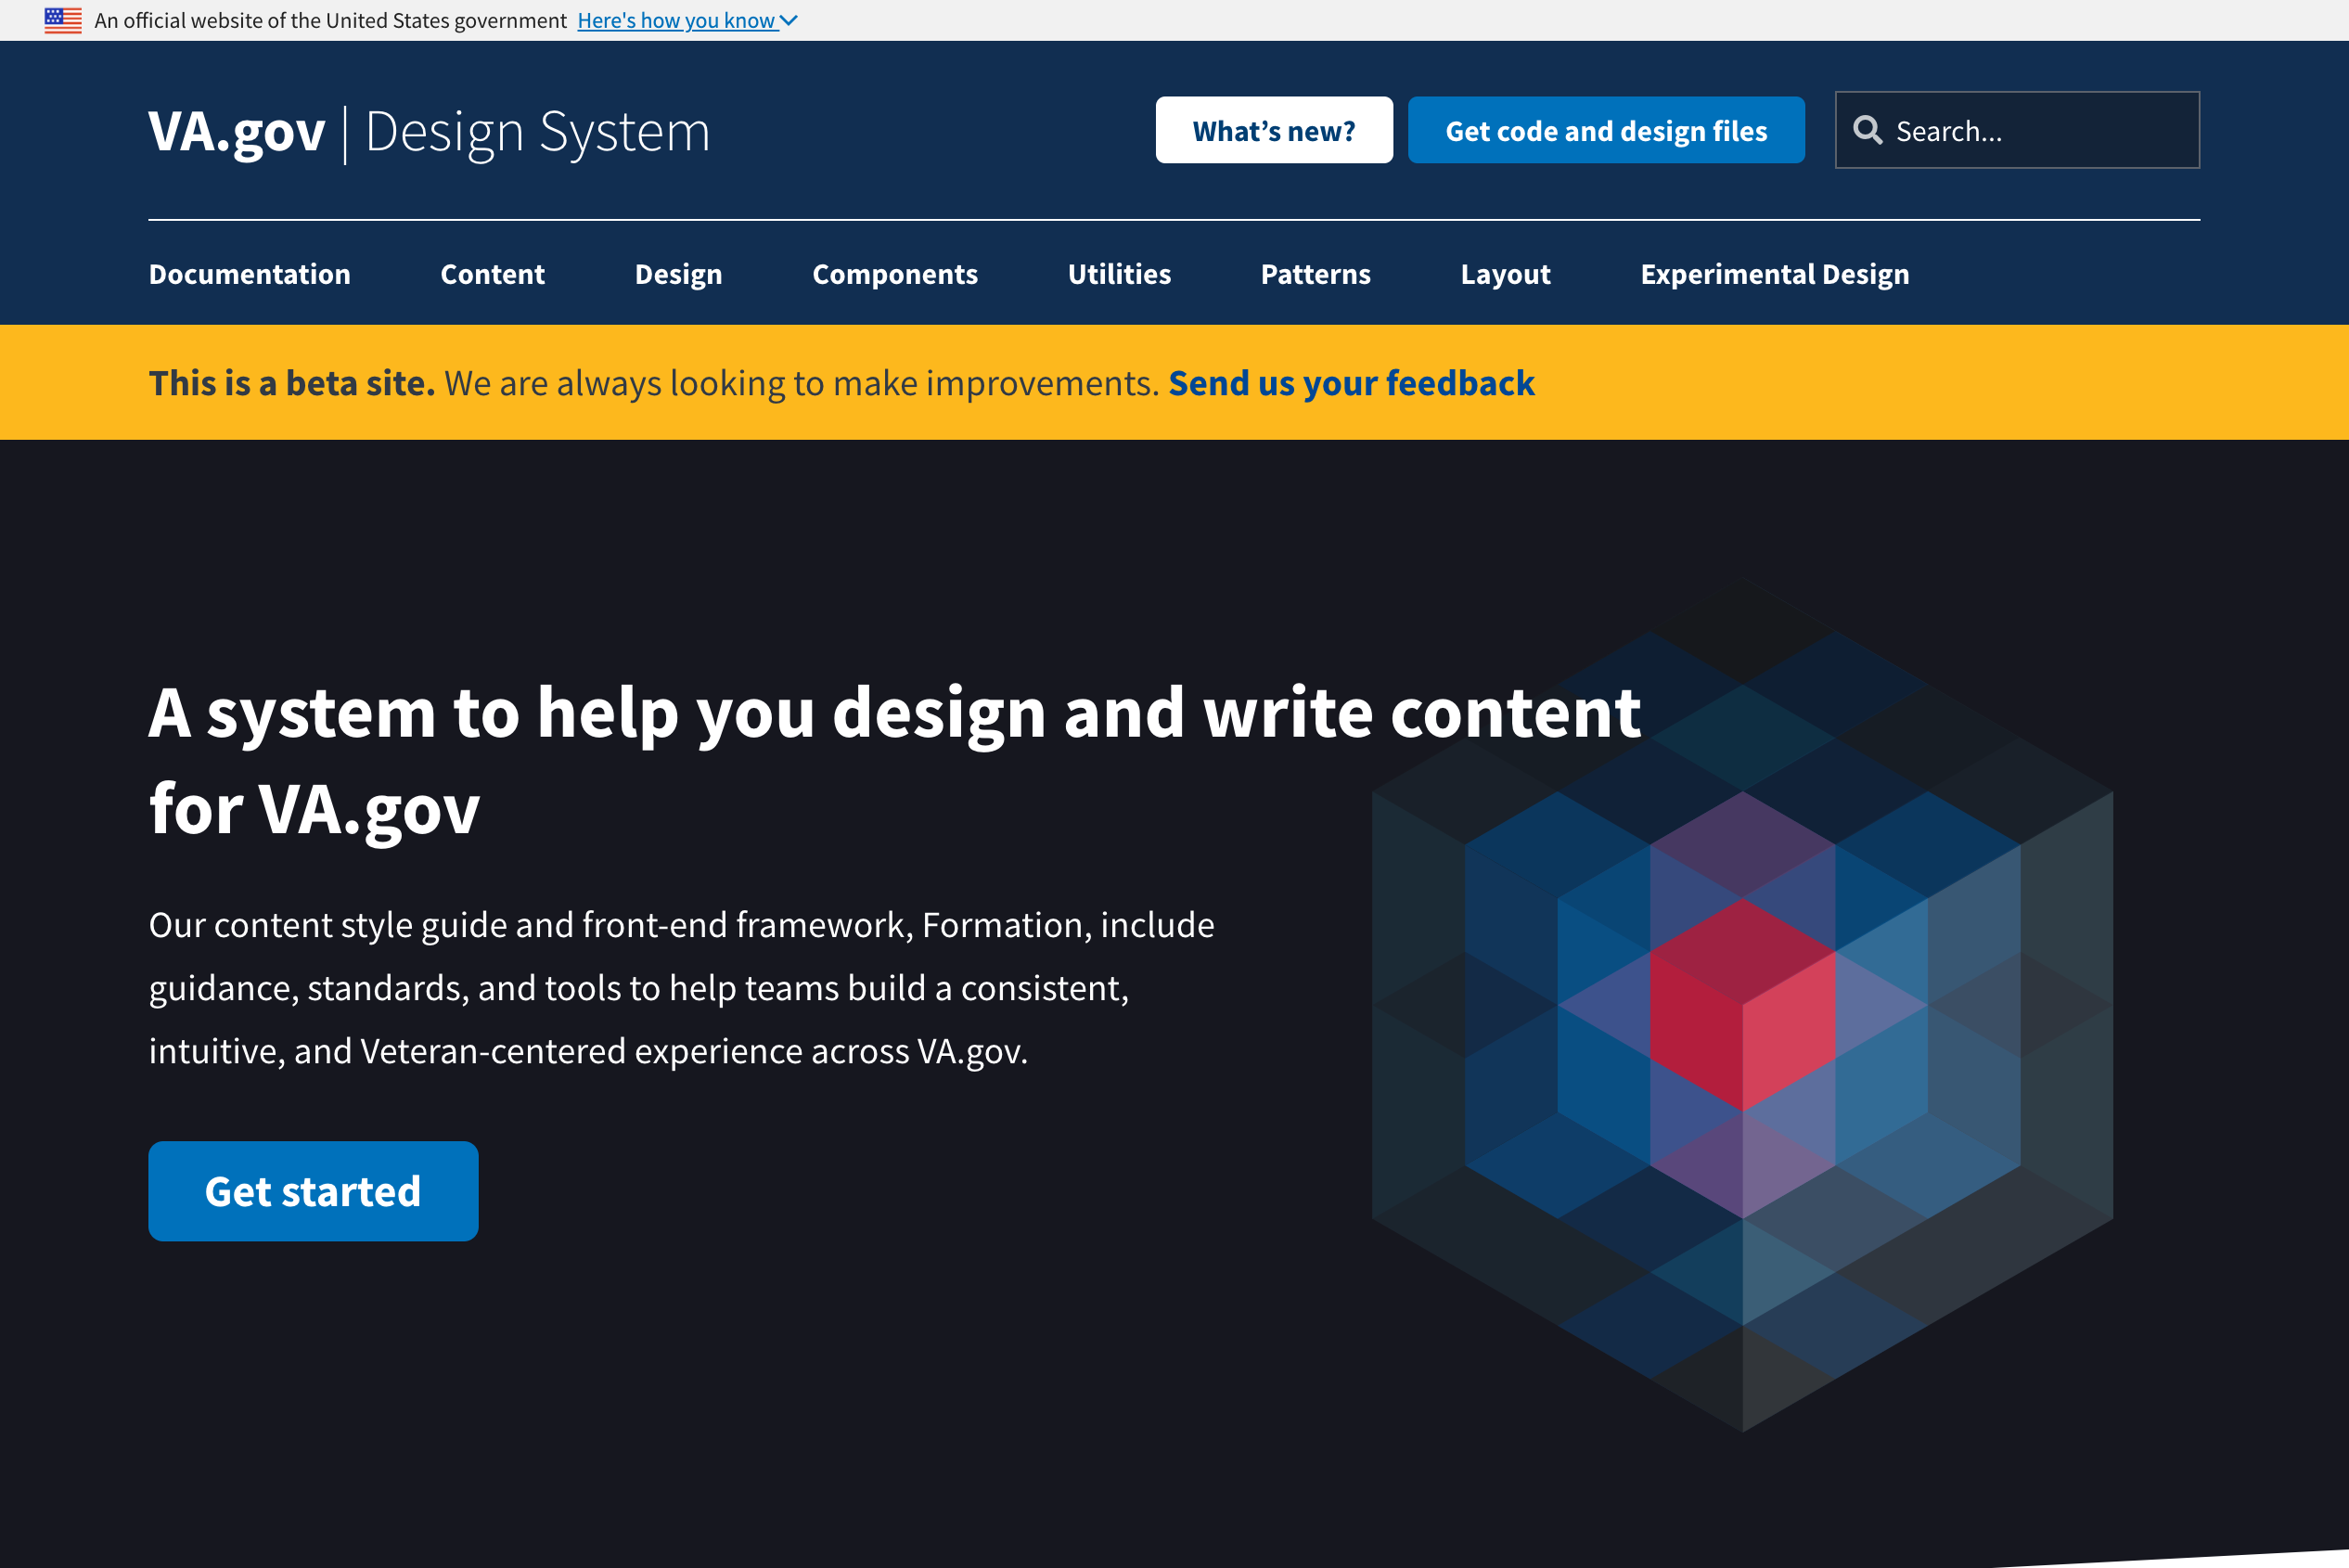 An official website of the United States government Here's how you know
VA.gov | Design System
What’s new?
Get code and design files
Search...
Documentation Content Design Components Utilities Patterns Layout Experimental Design
This is a beta site. We are always looking to make improvements. Send us your feedback
A system to help you design and write content
for VA.gov
Our content style guide and front-end framework, Formation, include
guidance, standards, and tools to help teams build a consistent,
intuitive, and Veteran-centered experience across VA.gov.
Get started